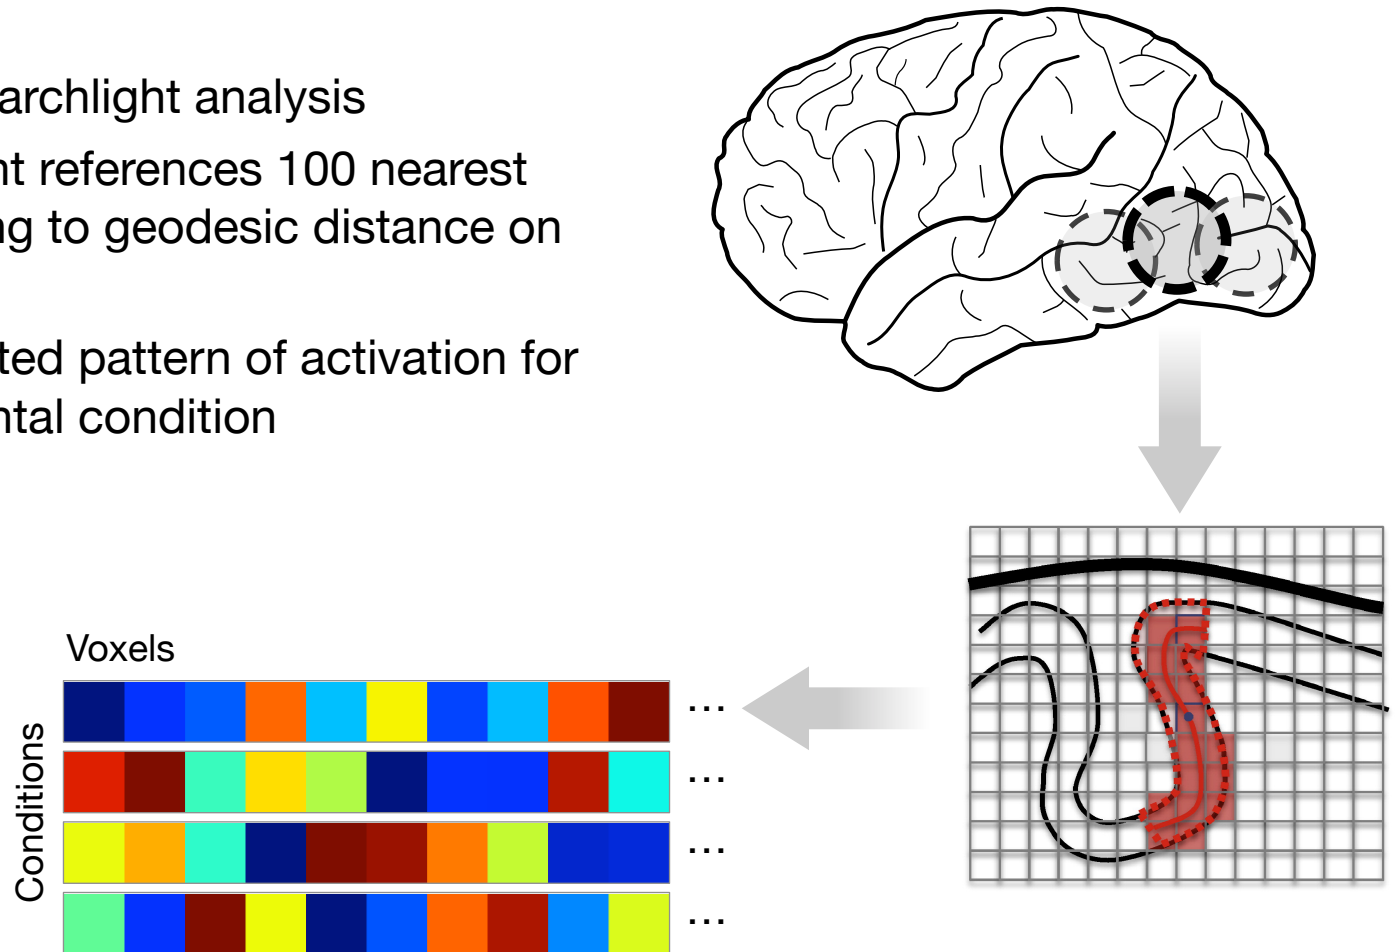 archlight analysis
nt references 100 nearest
ng to geodesic distance on
ted pattern of activation for
ntal condition
Voxels
Conditions
...
...
...
...